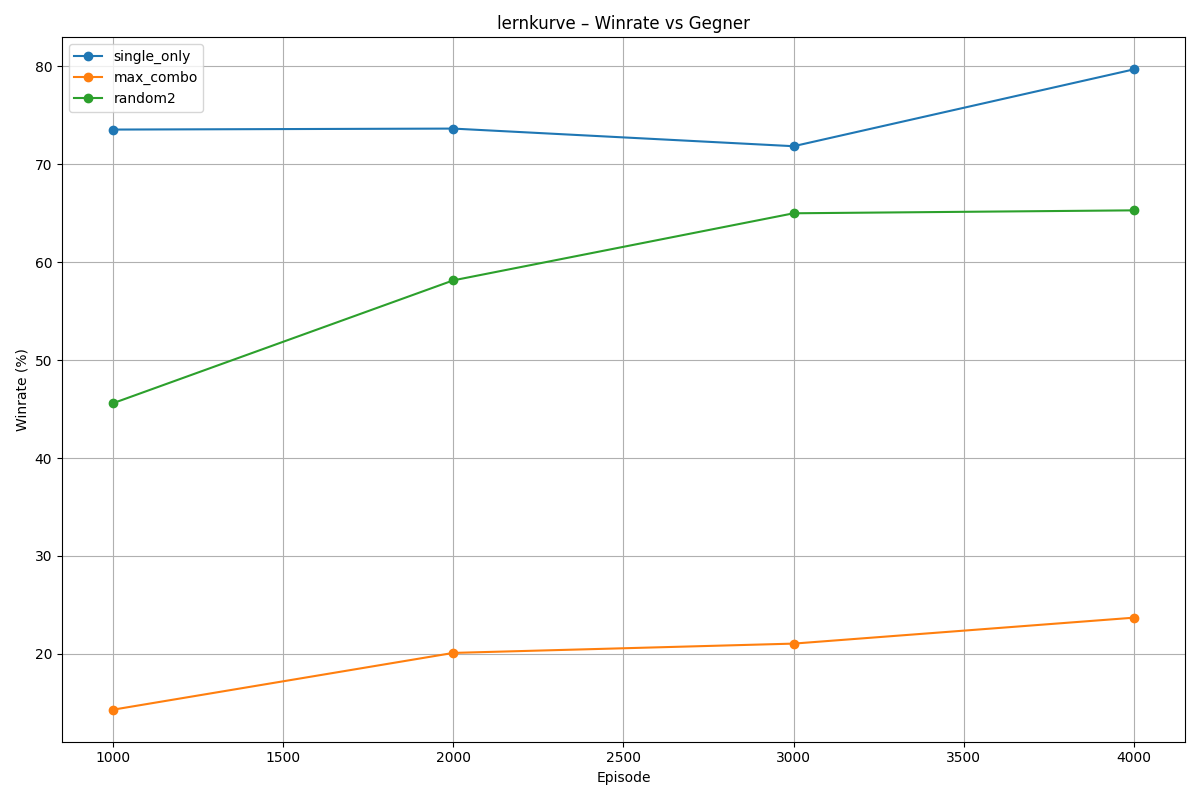 lernkurve – Winrate vs Gegner
single_only
max_combo
random2
Winrate (%)
80
70
60
50
40
30
20
1000 1500 2000 2500 3000 3500 4000
Episode